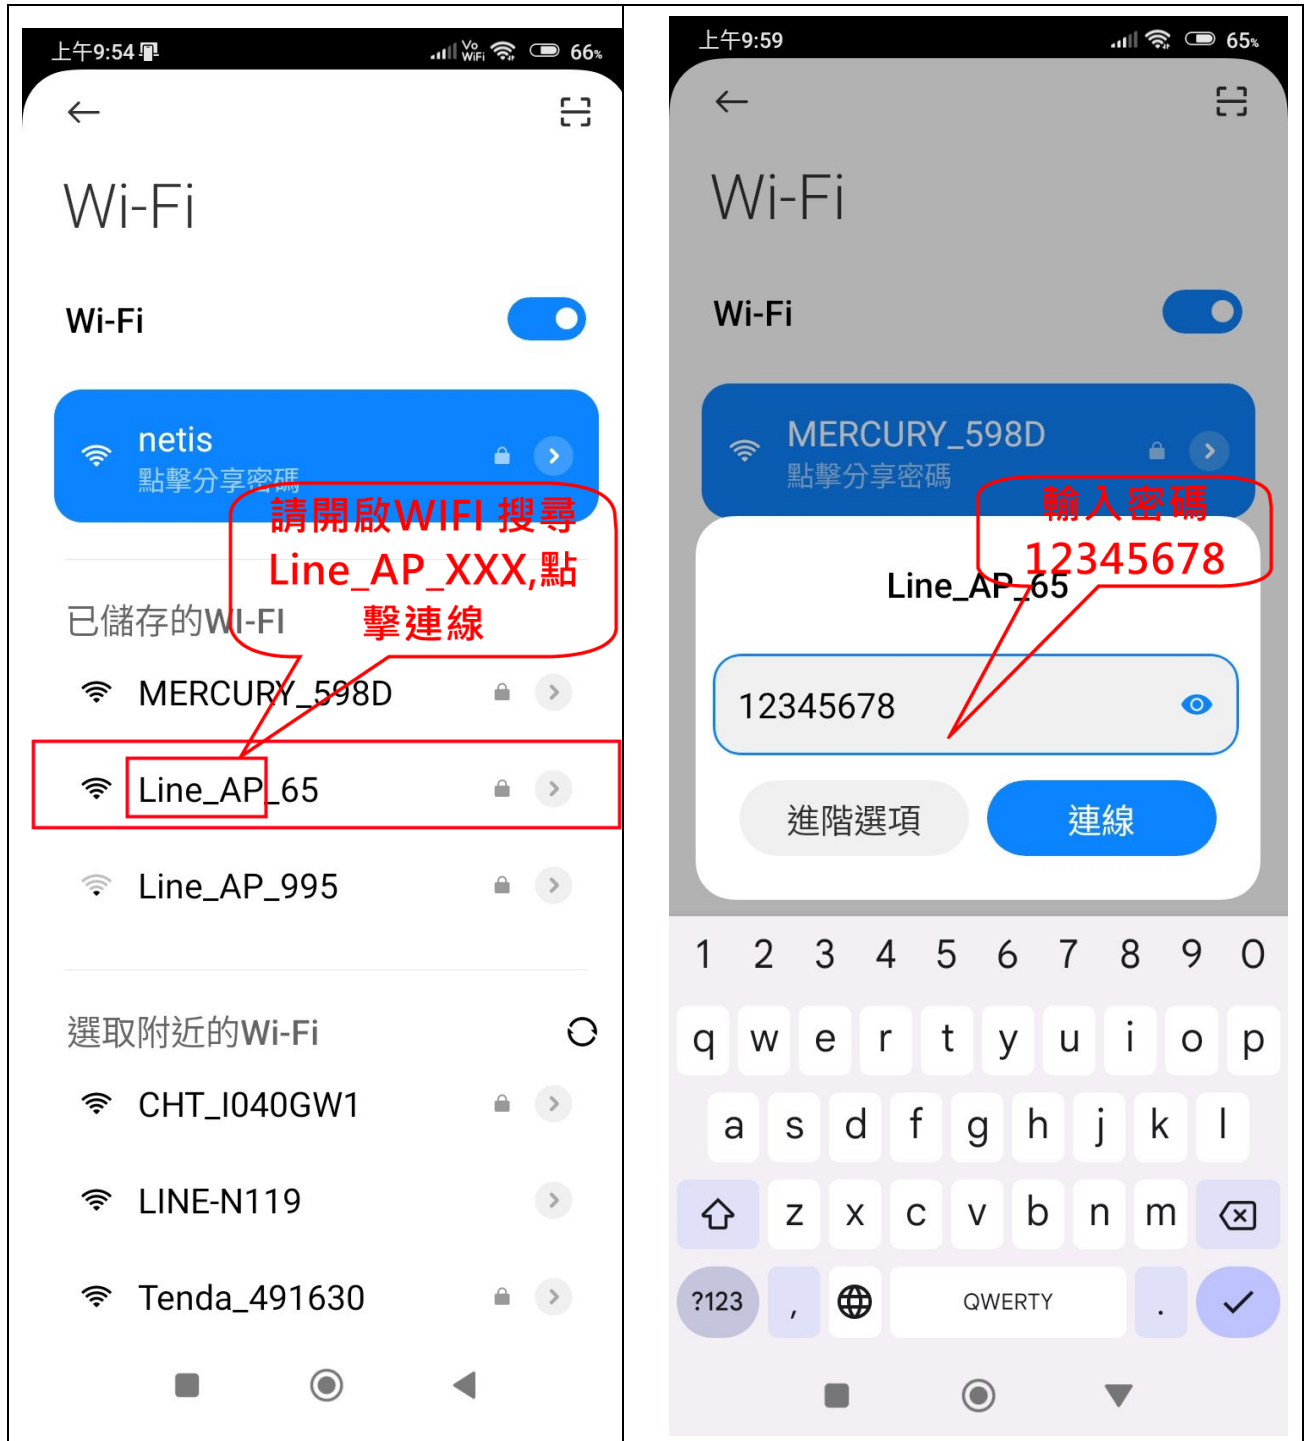 上午9:54
Vo
WiFi
66%
Wi-Fi
Wi-Fi
netis
點擊分享密碼
請開啟WIFI 搜尋
Line_AP_XXX,點
擊連線
已儲存的WI-FI
MERCURY_598D
Line_AP_65
Line_AP_995
選取附近的Wi-Fi
CHT_I040GW1
LINE-N119
Tenda_491630
上午9:59
65%
Wi-Fi
Wi-Fi
MERCURY_598D
點擊分享密碼
輸入密碼
12345678
Line_AP_65
12345678
進階選項 連線
1 2 3 4 5 6 7 8 9 0
q w e r t y u i o p
a s d f g h j k l
z x c v b n m
?123 , QWERTY .